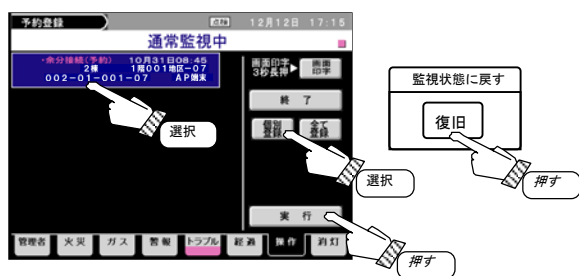 予約登録 点検 12月12日 17:15
通常監視中
・余分接続(予約) 10月31日08:45
2棟 1階001地区-07
002-01-001-07 AP端末
画面印字 3秒長押▶ 画面印字
終 了
個別登録 全て登録
実 行
選択
選択
押す
監視状態に戻す
復旧
押す
管理者 火災 ガス 警報 トラブル 経過 操作 消灯